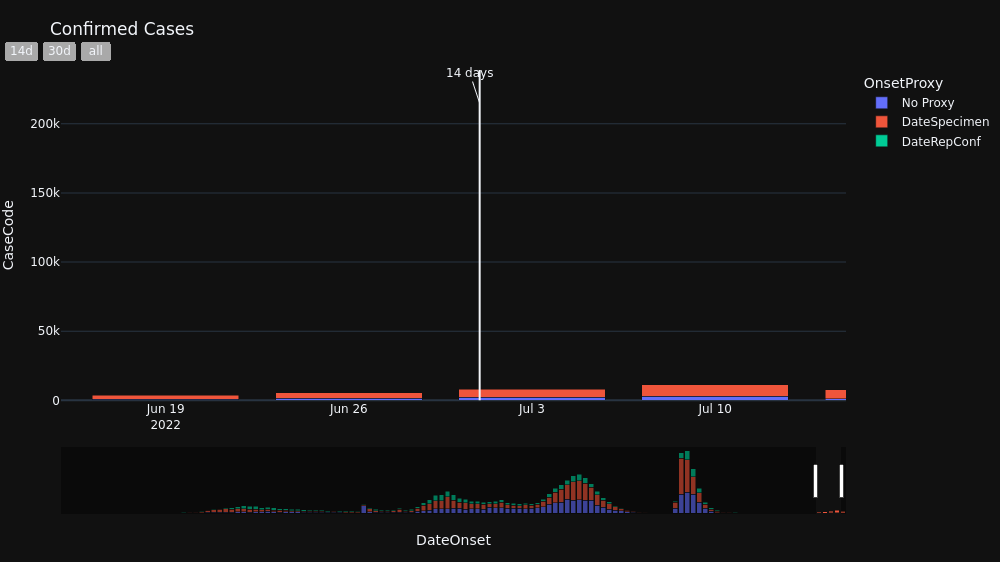 Confirmed Cases
14d
30d
all
14 days
OnsetProxy
No Proxy
DateSpecimen
DateRepConf
CaseCode
200k
150k
100k
50k
0
Jun 19
2022
Jun 26
Jul 3
Jul 10
DateOnset